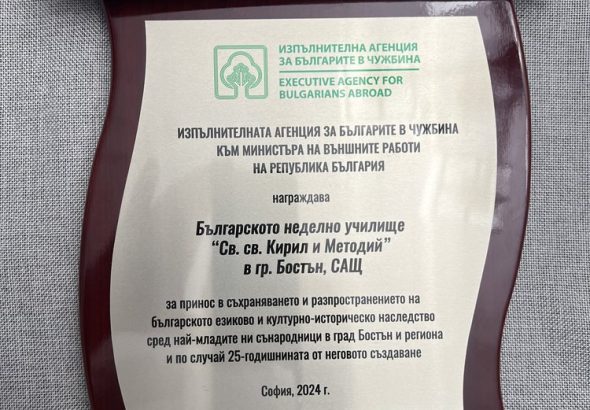 ИЗПЪЛНИТЕЛНА АГЕНЦИЯ
ЗА БЪЛГАРИТЕ В ЧУЖБИНА
EXECUTIVE AGENCY FOR
BULGARIANS ABROAD
ИЗПЪЛНИТЕЛНАТА АГЕНЦИЯ ЗА БЪЛГАРИТЕ В ЧУЖБИНА
КЪМ МИНИСТЪРА НА ВЪНШНИТЕ РАБОТИ
НА РЕПУБЛИКА БЪЛГАРИЯ
награждава
Българското неделно училище
“Св. св. Кирил и Методий”
в гр. Бостън, САЩ
за принос в съхраняването и разпространението на
българското езиково и културно-историческо наследство
сред най-младите ни сънародници в град Бостън и региона
и по случай 25-годишнината от неговото създаване
София, 2024 г.